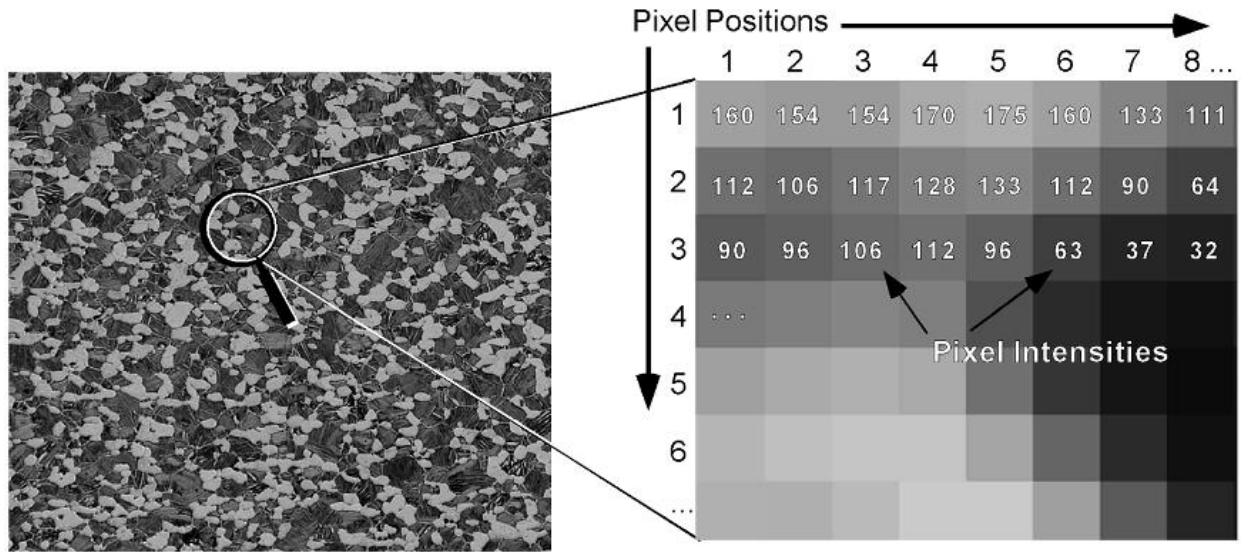 Pixel Positions
1 2 3 4 5 6 7 8 ...
1 160 154 154 170 175 160 133 111
2 112 106 117 128 133 112 90 64
3 90 96 106 112 96 63 37 32
4 ...
Pixel Intensities
5
6
...